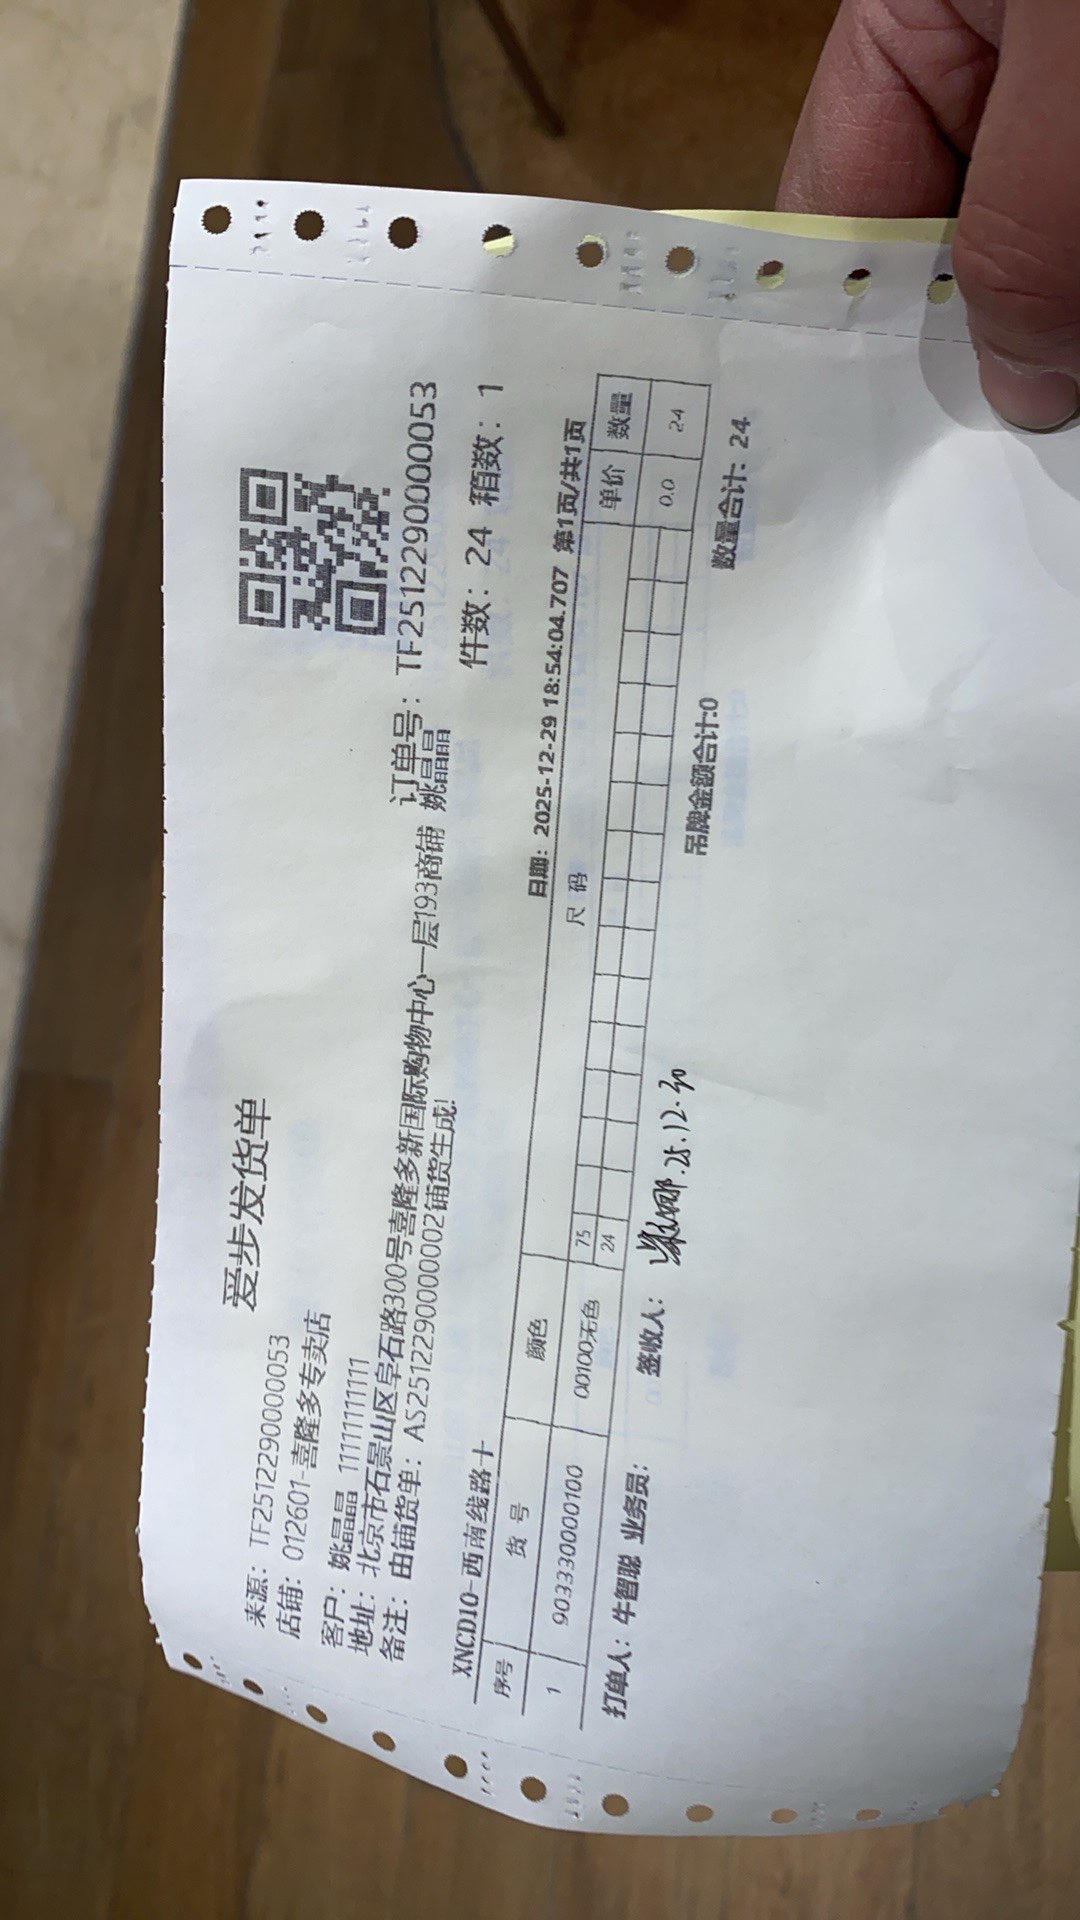 爱步发货单
来源：TF2512290000053
店铺：012601-喜隆多专卖店
订单号：TF2512290000053
客户：姚晶晶 11111111111
姚晶晶
件数：24 箱数：1
地址：北京市石景山区阜石路300号喜隆多新国际购物中心一层193商铺
备注：由铺货单：AS2512290000002铺货生成!
XNCD10-西南线路十
日期：2025-12-29 18:54:04.707 第1页/共1页
序号 货号 颜色 尺码 单价 数量
75
1 90333000100 00100无色 24 0.0 24
打单人：牛智聪 业务员： 签收人： 25.12.30 吊牌金额合计:0 数量合计：24